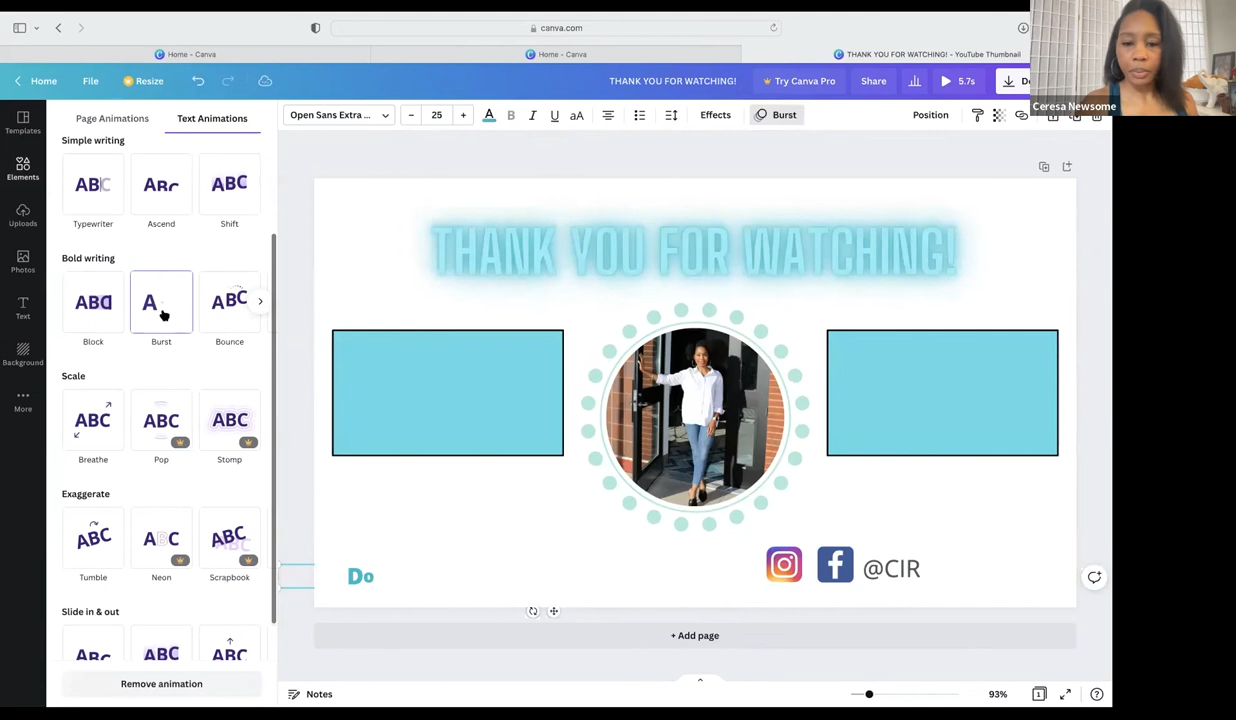 canva.com
Home - Canva
Home - Canva
THANK YOU FOR WATCHING! - YouTube Thumbnail
Ceresa Newsome
Home
File
Resize
THANK YOU FOR WATCHING!
Try Canva Pro
Share
5.7s
Templates
Elements
Uploads
Photos
Text
Background
More
Page Animations
Text Animations
Open Sans Extra ...
25
B
I
U
aA
Effects
Burst
Position
Simple writing
ABC
ABC
ABC
Typewriter
Ascend
Shift
Bold writing
ABC
A
ABC
Block
Burst
Bounce
Scale
ABC
ABC
ABC
Breathe
Pop
Stomp
Exaggerate
ABC
ABC
ABC
Tumble
Neon
Scrapbook
Slide in & out
ABC
ABC
ABC
Remove animation
THANK YOU FOR WATCHING!
Do
@CIR
+ Add page
Notes
93%
1